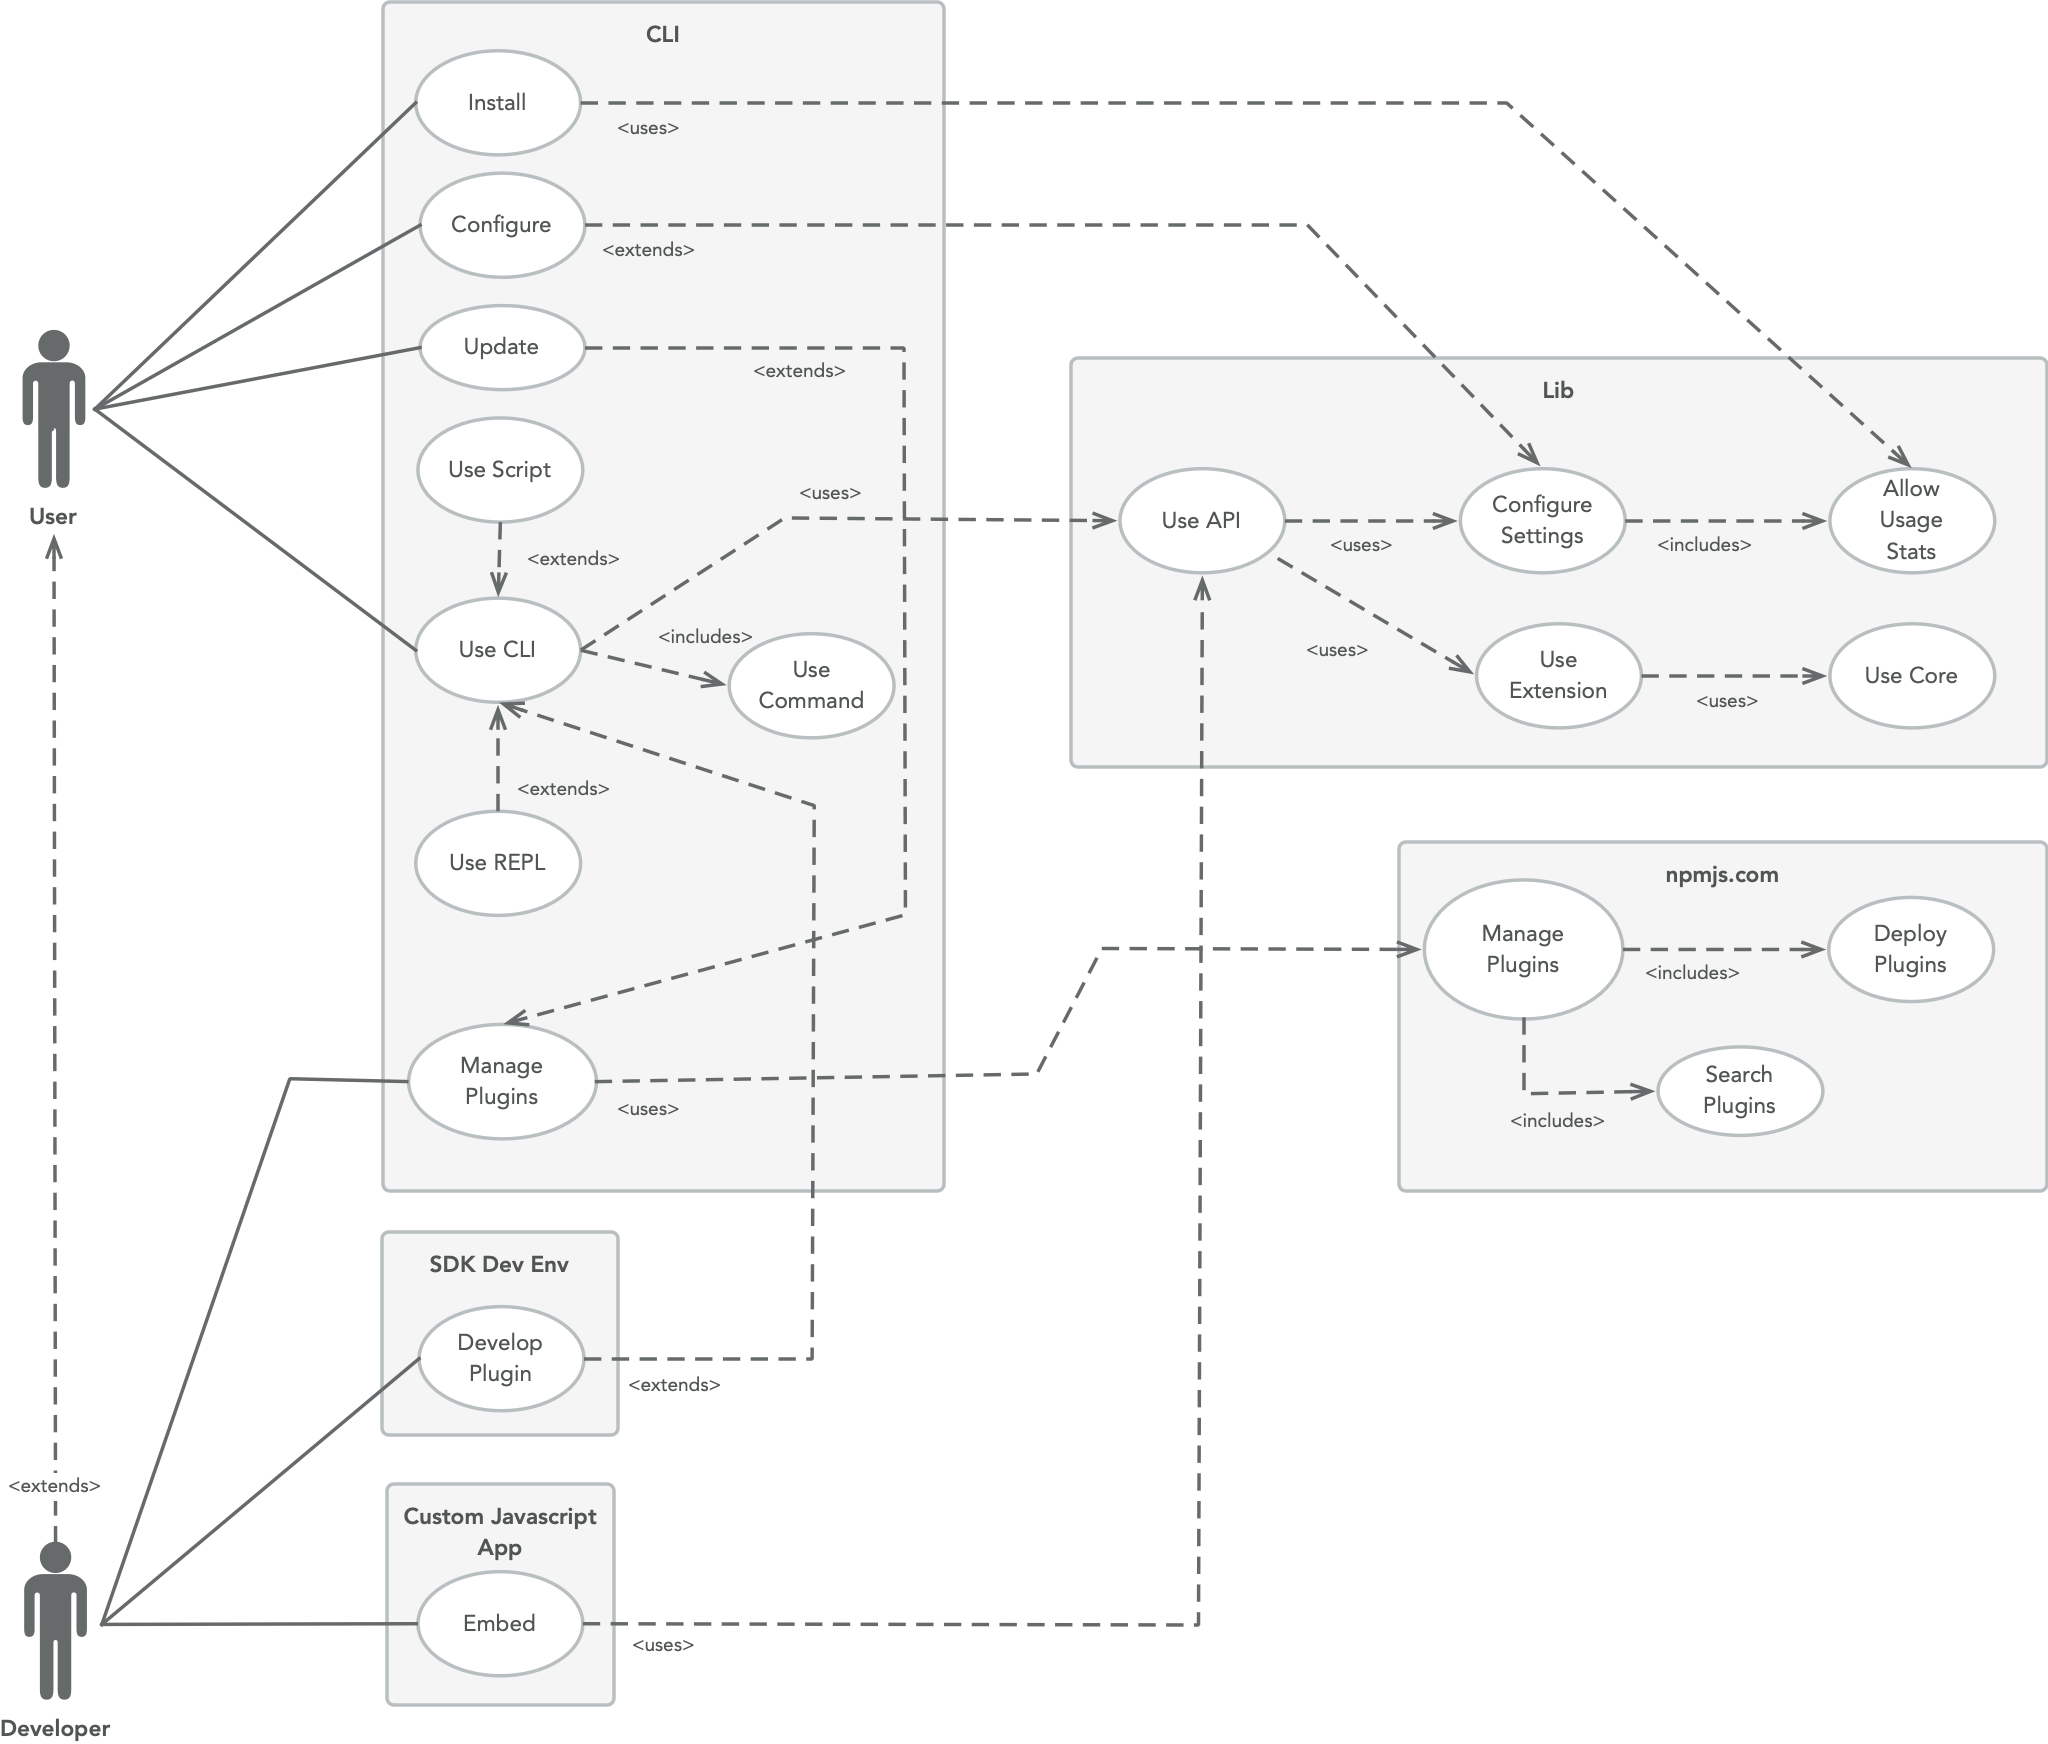 CLI
Install
<uses>
Configure
<extends>
Update
<extends>
Lib
Use Script
<uses>
User
<extends>
Use API
<uses>
Configure
Settings
<includes>
Allow
Usage
Stats
Use CLI
<includes>
Use
Command
<uses>
Use
Extension
<uses>
Use Core
<extends>
Use REPL
npmjs.com
Manage
Plugins
<includes>
Deploy
Plugins
Manage
Plugins
<uses>
Search
Plugins
<includes>
SDK Dev Env
Develop
Plugin
<extends>
<extends>
Custom Javascript
App
Embed
<uses>
Developer